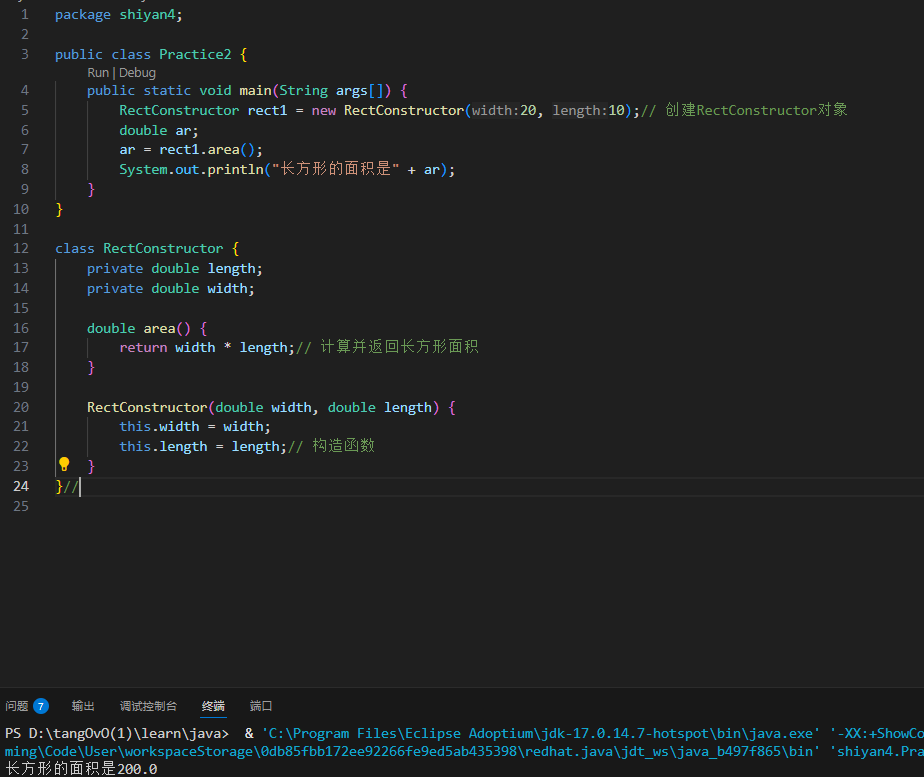 1 package shiyan4;
2
3 public class Practice2 {
Run | Debug
4 public static void main(String args[]) {
5 RectConstructor rect1 = new RectConstructor(width:20, length:10);// 创建RectConstructor对象
6 double ar;
7 ar = rect1.area();
8 System.out.println("长方形的面积是" + ar);
9 }
10 }
11
12 class RectConstructor {
13 private double length;
14 private double width;
15
16 double area() {
17 return width * length;// 计算并返回长方形面积
18 }
19
20 RectConstructor(double width, double length) {
21 this.width = width;
22 this.length = length;// 构造函数
23 }
24 }//
25
问题 7 输出 调试控制台 终端 端口
PS D:\tangOvO(1)\learn\java> & 'C:\Program Files\Eclipse Adoptium\jdk-17.0.14.7-hotspot\bin\java.exe' '-XX:+ShowCo
ming\Code\User\workspaceStorage\0db85fbb172ee92266fe9ed5ab435398\redhat.java\jdt_ws\java_b497f865\bin' 'shiyan4.Pra
长方形的面积是200.0